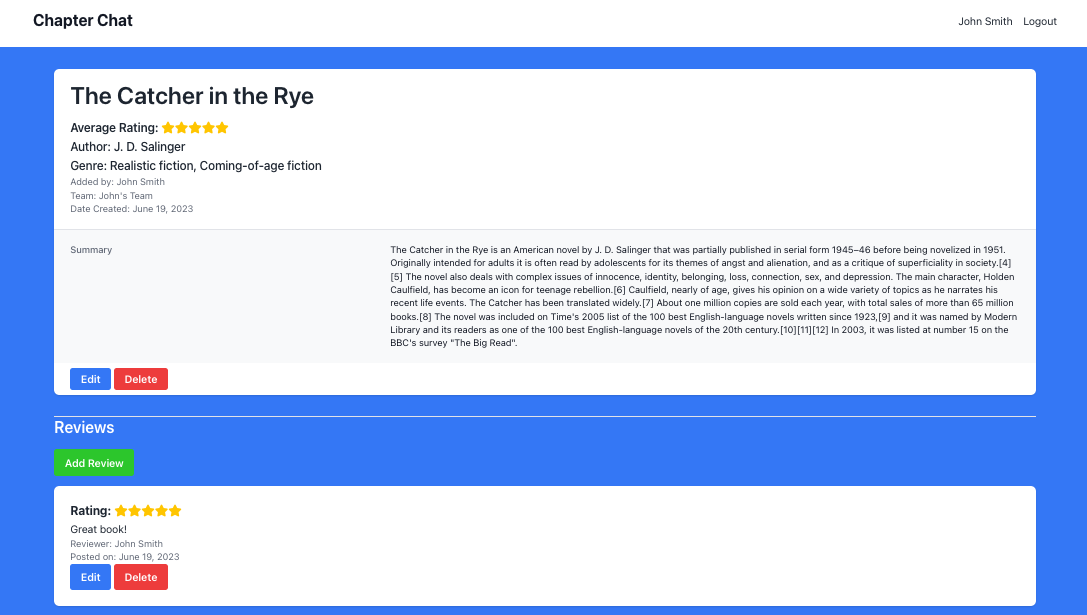 Chapter Chat
John Smith Logout
The Catcher in the Rye
Average Rating:
Author: J. D. Salinger
Genre: Realistic fiction, Coming-of-age fiction
Added by: John Smith
Team: John's Team
Date Created: June 19, 2023
Summary
The Catcher in the Rye is an American novel by J. D. Salinger that was partially published in serial form 1945–46 before being novelized in 1951.
Originally intended for adults it is often read by adolescents for its themes of angst and alienation, and as a critique of superficiality in society.[4]
[5] The novel also deals with complex issues of innocence, identity, belonging, loss, connection, sex, and depression. The main character, Holden
Caulfield, has become an icon for teenage rebellion.[6] Caulfield, nearly of age, gives his opinion on a wide variety of topics as he narrates his
recent life events. The Catcher has been translated widely.[7] About one million copies are sold each year, with total sales of more than 65 million
books.[8] The novel was included on Time's 2005 list of the 100 best English-language novels written since 1923,[9] and it was named by Modern
Library and its readers as one of the 100 best English-language novels of the 20th century.[10][11][12] In 2003, it was listed at number 15 on the
BBC's survey "The Big Read".
Edit Delete
Reviews
Add Review
Rating:
Great book!
Reviewer: John Smith
Posted on: June 19, 2023
Edit Delete